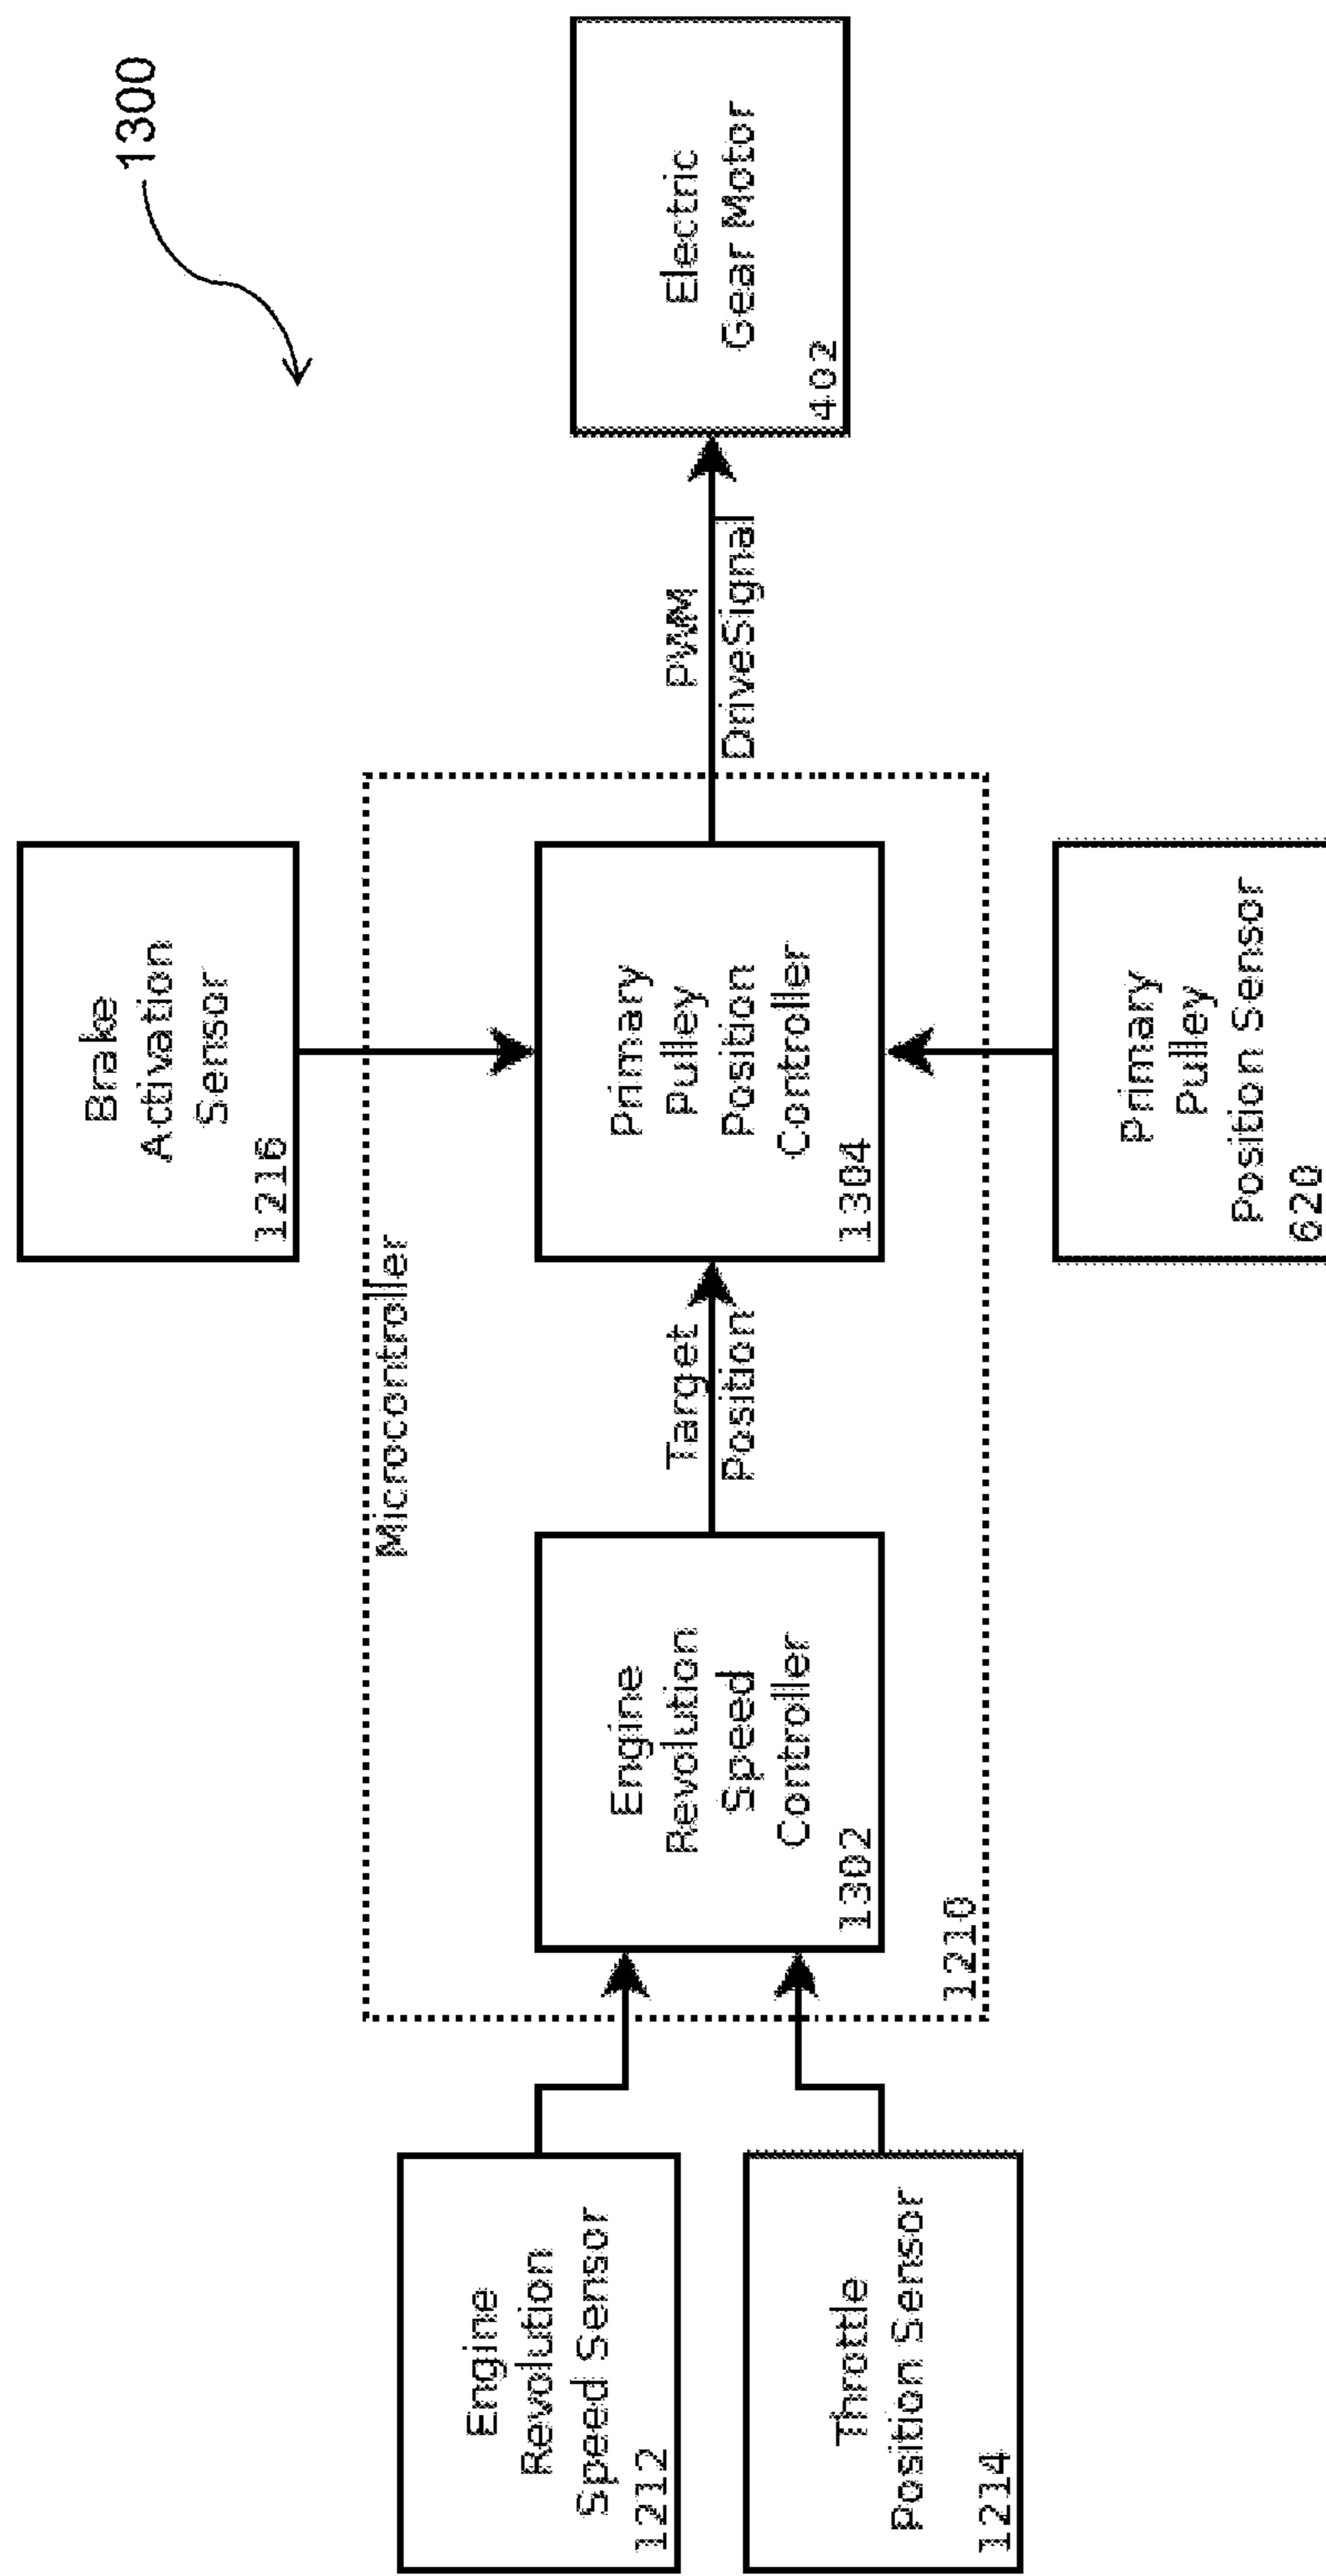 1300
Brake
Activation
Sensor
1216
Microcontroller
Engine
Revolution
Speed Sensor
1212
Throttle
Position Sensor
1214
Engine
Revolution
Speed
Controller
1302
1210
Target
Position
Primary
Pulley
Position
Controller
1304
PWM
DriveSignal
Electric
Gear Motor
402
Primary
Pulley
Position Sensor
620